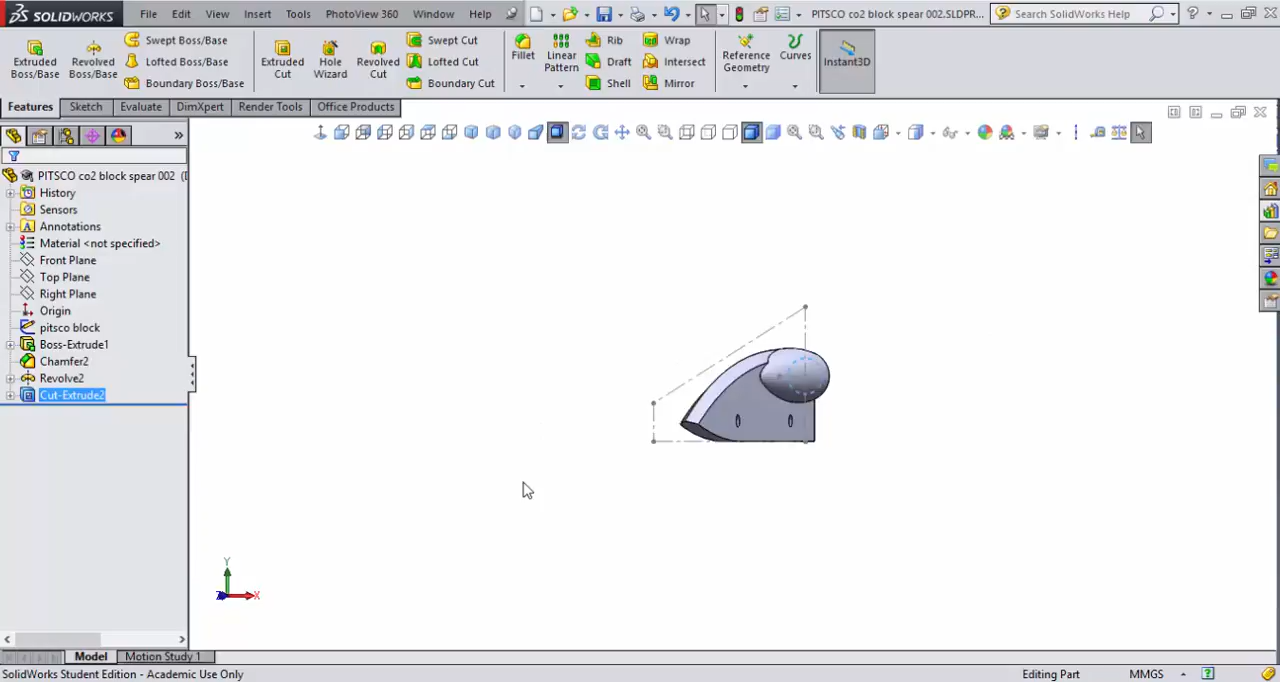 SOLIDWORKS File Edit View Insert Tools PhotoView 360 Window Help PITSCO co2 block spear 002.SLDPR... Search SolidWorks Help
Extruded Boss/Base
Revolved Boss/Base
Swept Boss/Base
Lofted Boss/Base
Boundary Boss/Base
Extruded Cut
Hole Wizard
Revolved Cut
Swept Cut
Lofted Cut
Boundary Cut
Fillet
Linear Pattern
Rib
Draft
Shell
Wrap
Intersect
Mirror
Reference Geometry
Curves
Instant3D
Features Sketch Evaluate DimXpert Render Tools Office Products
PITSCO co2 block spear 002 (
History
Sensors
Annotations
Material <not specified>
Front Plane
Top Plane
Right Plane
Origin
pitsco block
Boss-Extrude1
Chamfer2
Revolve2
Cut-Extrude2
Y
Z X
Model Motion Study 1
SolidWorks Student Edition - Academic Use Only Editing Part MMGS